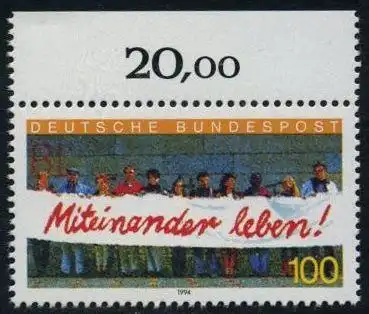 20,00
DEUTSCHE BUNDESPOST
Miteinander leben!
100
1994